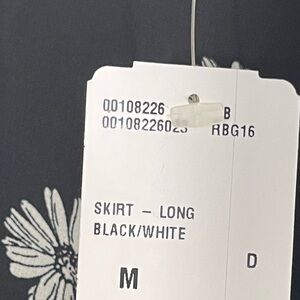 00108226 B
00108226023 RBG16
SKIRT - LONG
BLACK/WHITE
M D